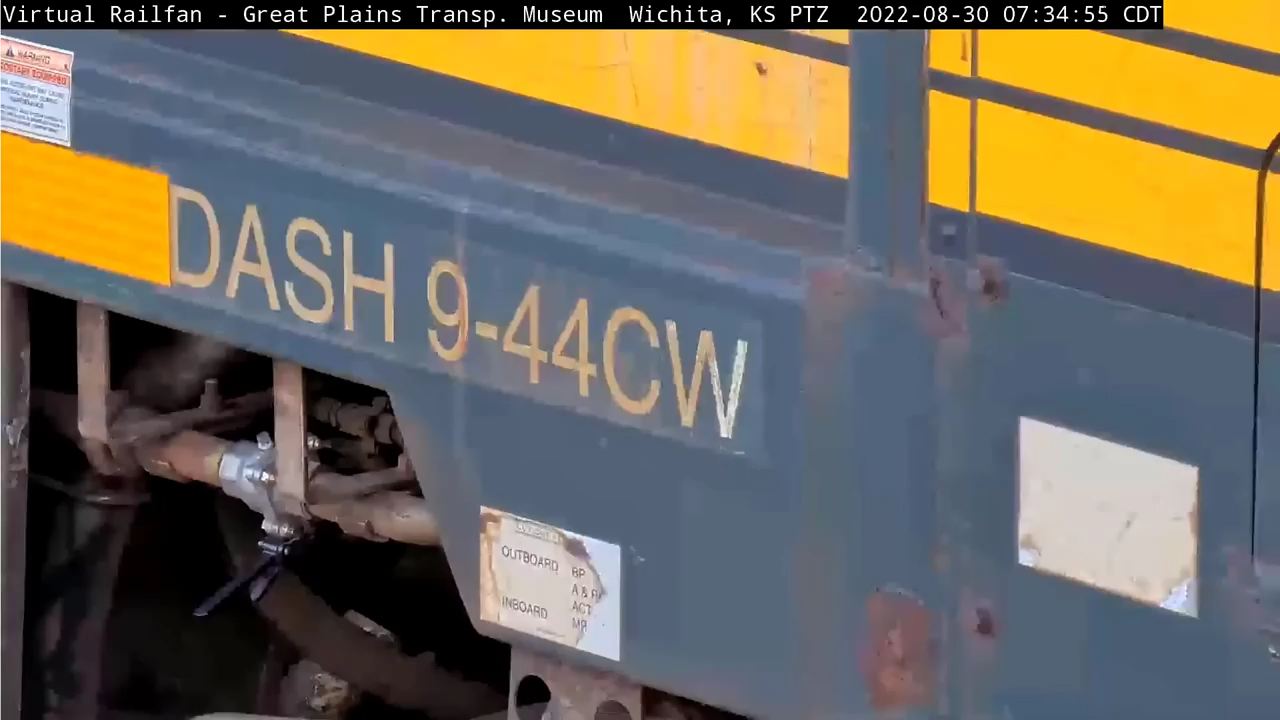 Virtual Railfan - Great Plains Transp. Museum  Wichita, KS PTZ  2022-08-30 07:34:55 CDT
WARNING
DASH 9-44CW
OUTBOARD BP
A & R
INBOARD ACT
MR